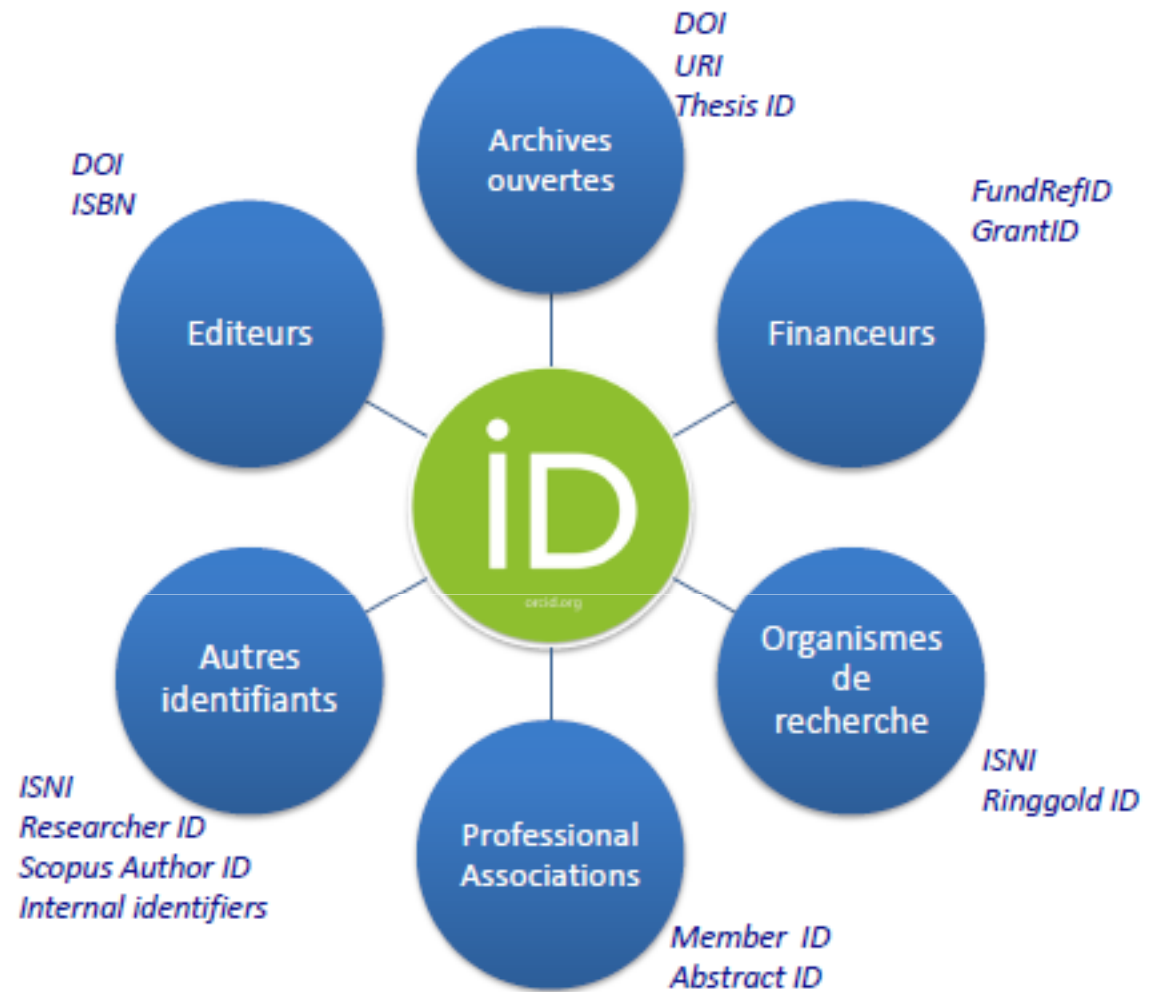 DOI
URI
Thesis ID
Archives
ouvertes
DOI
ISBN
Editeurs
FundRefID
GrantID
Financeurs
iD
orcid.org
Autres
identifiants
ISNI
Researcher ID
Scopus Author ID
Internal identifiers
Organismes
de
recherche
ISNI
Ringgold ID
Professional
Associations
Member ID
Abstract ID